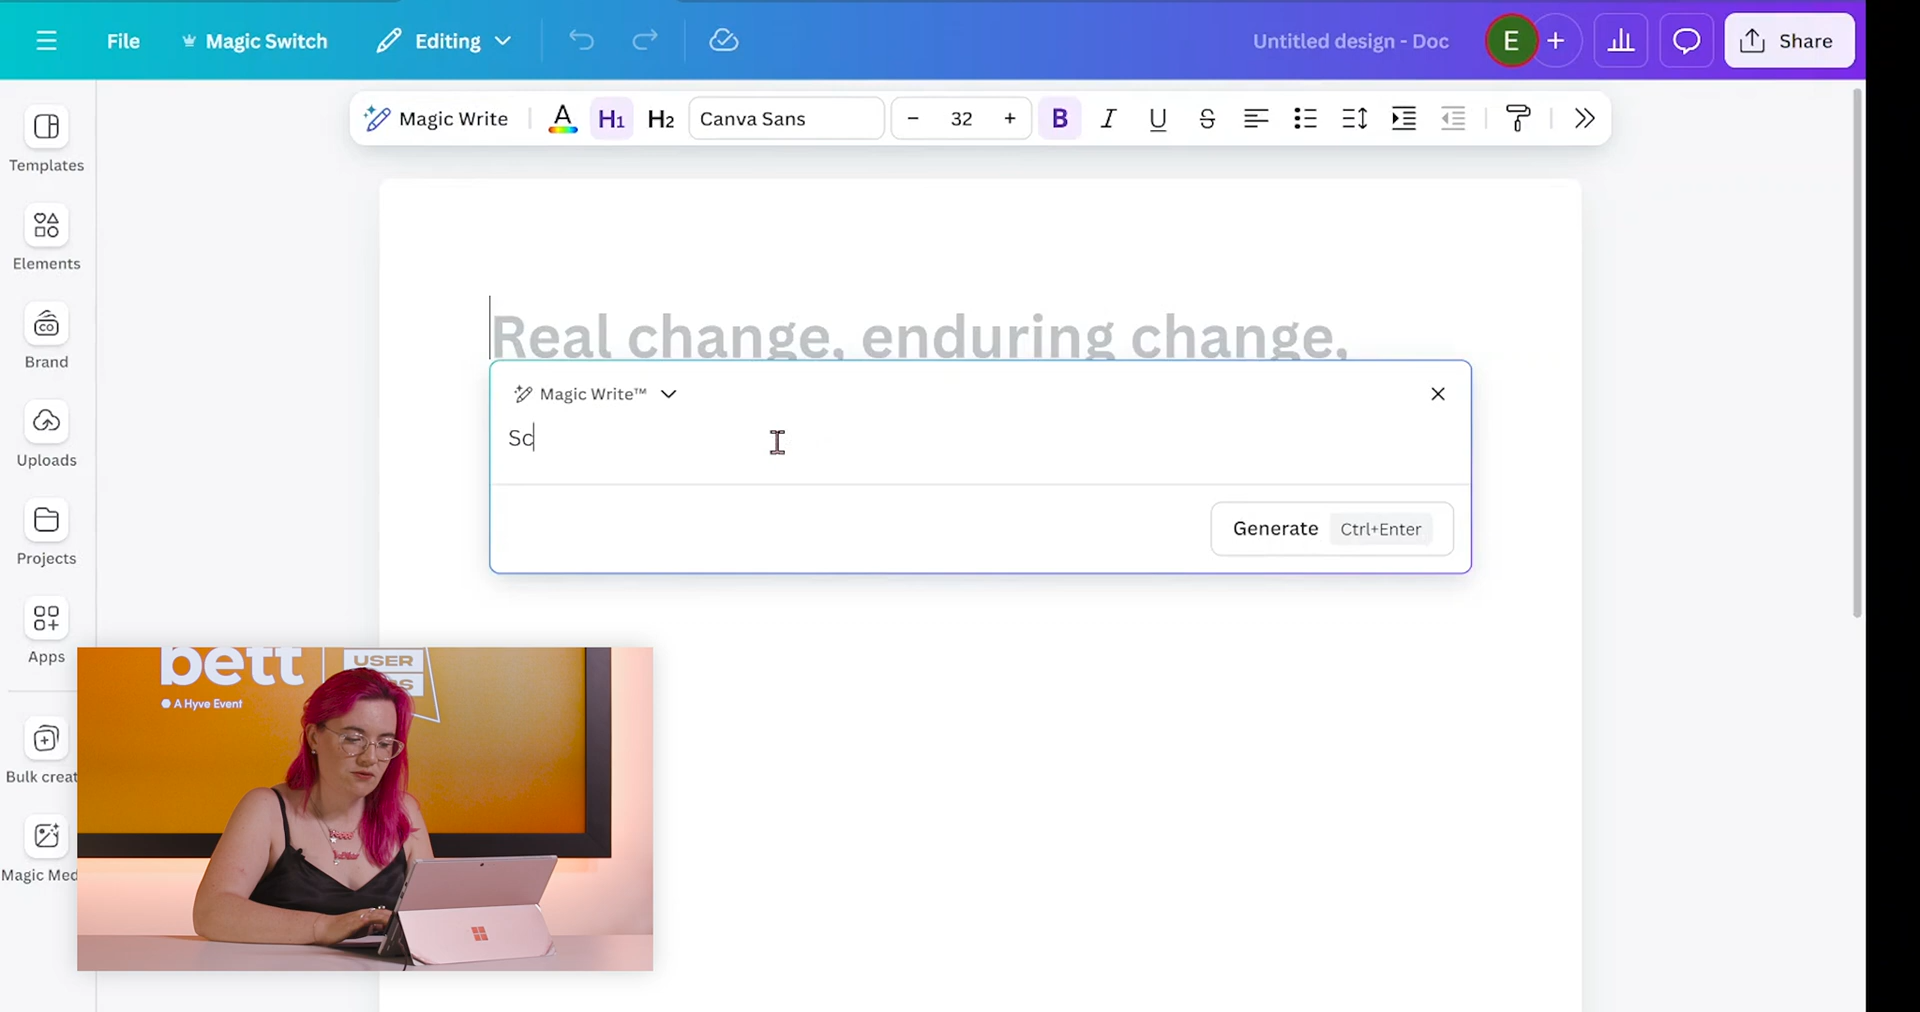 File
Magic Switch
Editing
Untitled design - Doc
E
+
Share
Magic Write
A
H1
H2
Canva Sans
−
32
+
B
I
U
S
Templates
Elements
CO
Brand
Uploads
Projects
Apps
Bulk creat
Magic Med
Real change, enduring change,
Magic Write™
Sc
Generate
Ctrl+Enter
bett
USER
A Hyve Event